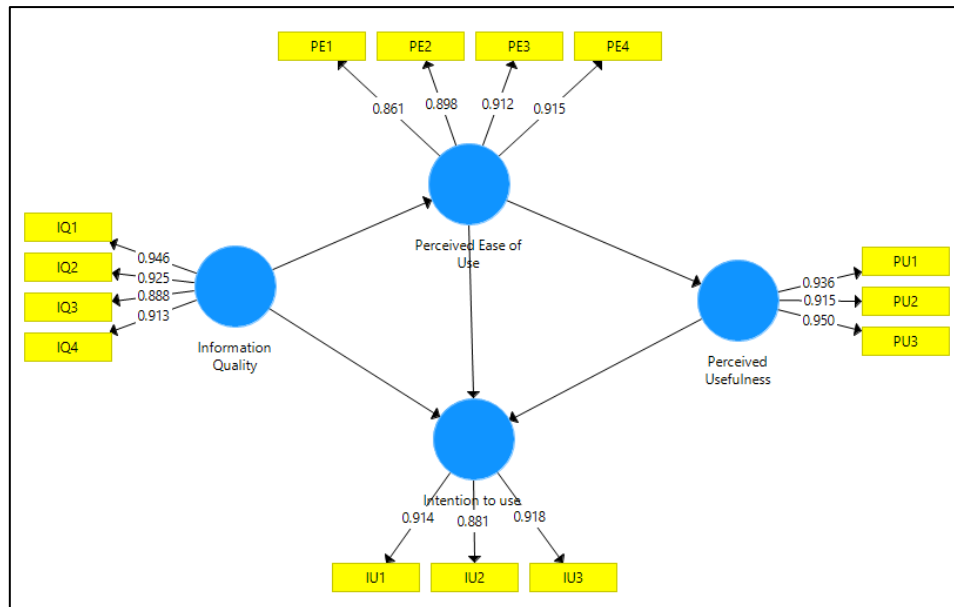 PE1 PE2 PE3 PE4
0.861 0.898 0.912 0.915
Perceived Ease of
Use
IQ1
IQ2
IQ3
IQ4
0.946
0.925
0.888
0.913
Information
Quality
PU1
PU2
PU3
0.936
0.915
0.950
Perceived
Usefulness
Intention to use
0.914 0.881 0.918
IU1 IU2 IU3